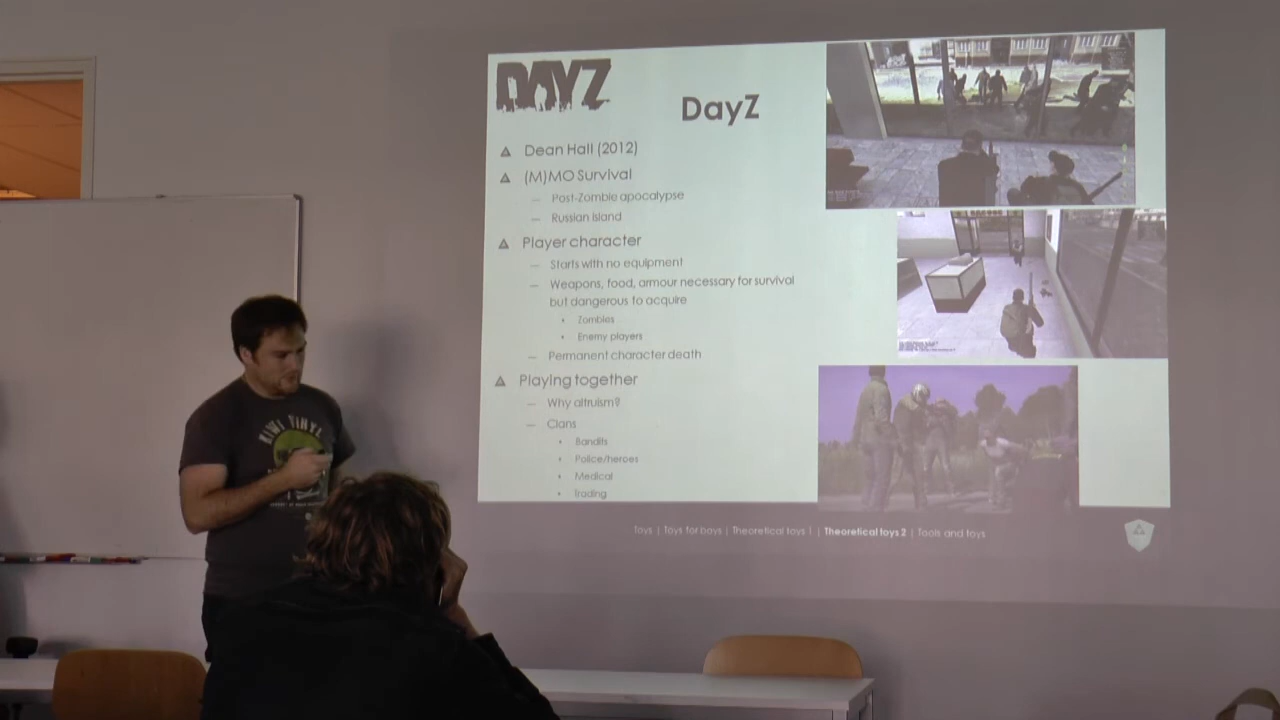 DAYZ
DayZ
Dean Hall (2012)
(M)MO Survival
– Post-Zombie apocalypse
– Russian island
Player character
– Starts with no equipment
– Weapons, food, armour necessary for survival
but dangerous to acquire
• Zombies
• Enemy players
– Permanent character death
Playing together
– Why altruism?
– Clans
• Bandits
• Police/heroes
• Medical
• Trading
Toys | Toys for boys | Theoretical toys 1 | Theoretical toys 2 | Tools and toys
KIWI VINYL